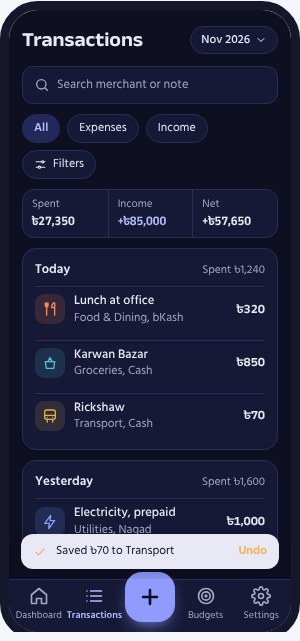 Transactions
Nov 2026
Search merchant or note
All
Expenses
Income
Filters
Spent
Income
Net
৳27,350
+৳85,000
+৳57,650
Today
Spent ৳1,240
Lunch at office
Food & Dining, bKash
৳320
Karwan Bazar
Groceries, Cash
৳850
Rickshaw
Transport, Cash
৳70
Yesterday
Spent ৳1,600
Electricity, prepaid
Utilities, Nagad
৳1,000
Saved ৳70 to Transport
Undo
Dashboard
Transactions
Budgets
Settings